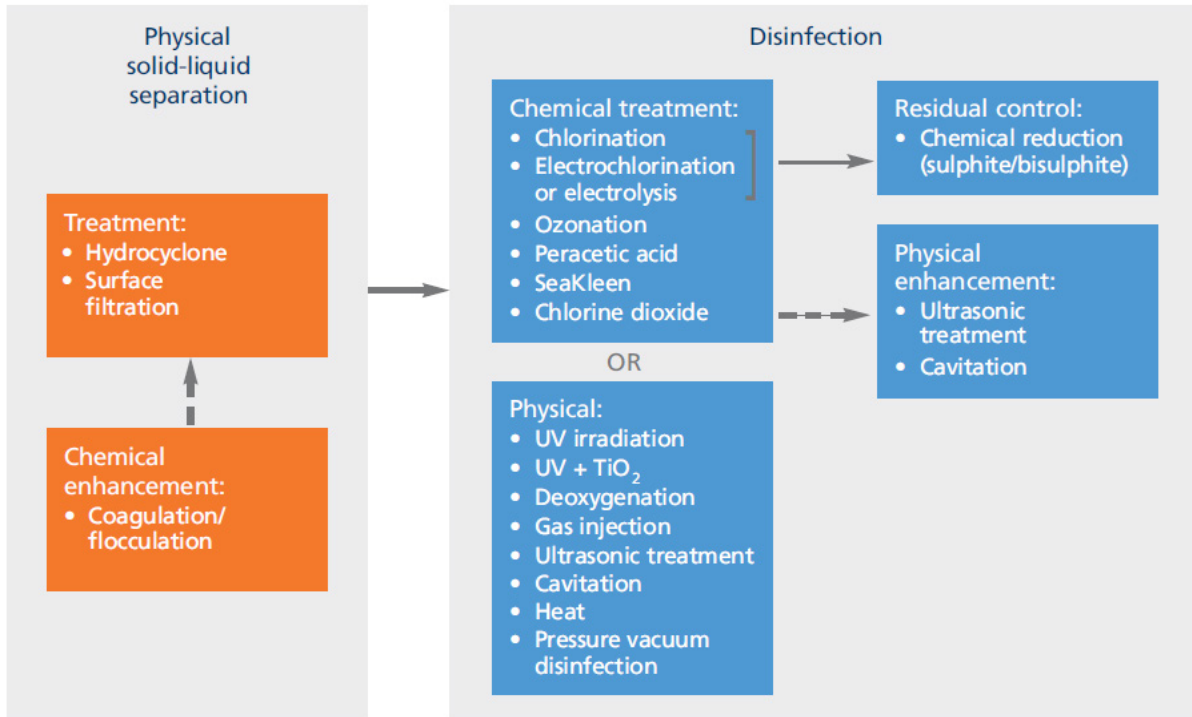 Physical
solid-liquid
separation
Treatment:
• Hydrocyclone
• Surface
filtration
Chemical
enhancement:
• Coagulation/
flocculation
Disinfection
Chemical treatment:
• Chlorination
• Electrochlorination
or electrolysis
• Ozonation
• Peracetic acid
• SeaKleen
• Chlorine dioxide
OR
Physical:
• UV irradiation
• UV + TiO₂
• Deoxygenation
• Gas injection
• Ultrasonic treatment
• Cavitation
• Heat
• Pressure vacuum
disinfection
Residual control:
• Chemical reduction
(sulphite/bisulphite)
Physical
enhancement:
• Ultrasonic
treatment
• Cavitation